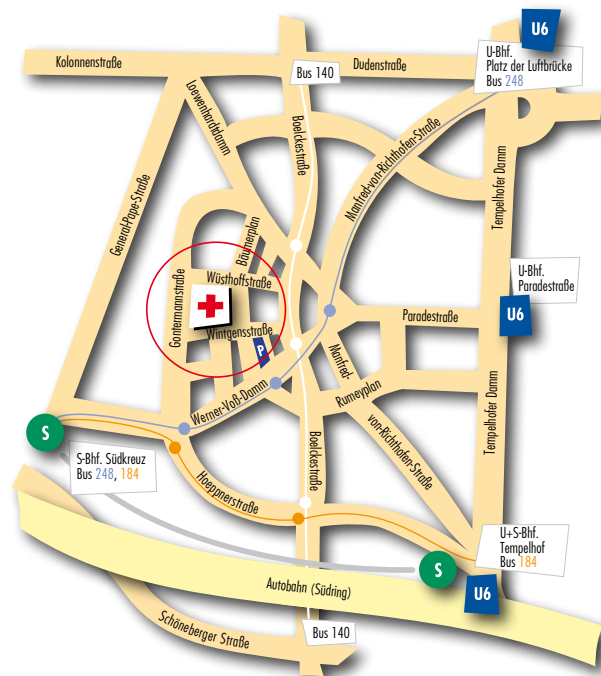 U6
U-Bhf.
Platz der Luftbrücke
Bus 248
Kolonnenstraße
Bus 140
Dudenstraße
Loewenhardtdamm
Boelckestraße
Manfred-von-Richthofen-Straße
Tempelhofer Damm
General-Pape-Straße
Bäumerplan
Gontermannstraße
Wüsthoffstraße
U-Bhf.
Paradestraße
U6
Paradestraße
Wintgensstraße
P
Manfred-
von-Richthofen-Straße
Rumeyplan
Werner-Voß-Damm
Tempelhofer Damm
S
S-Bhf. Südkreuz
Bus 248, 184
Hoeppnerstraße
Boelckestraße
U+S-Bhf.
Tempelhof
Bus 184
S
U6
Autobahn (Südring)
Schöneberger Straße
Bus 140